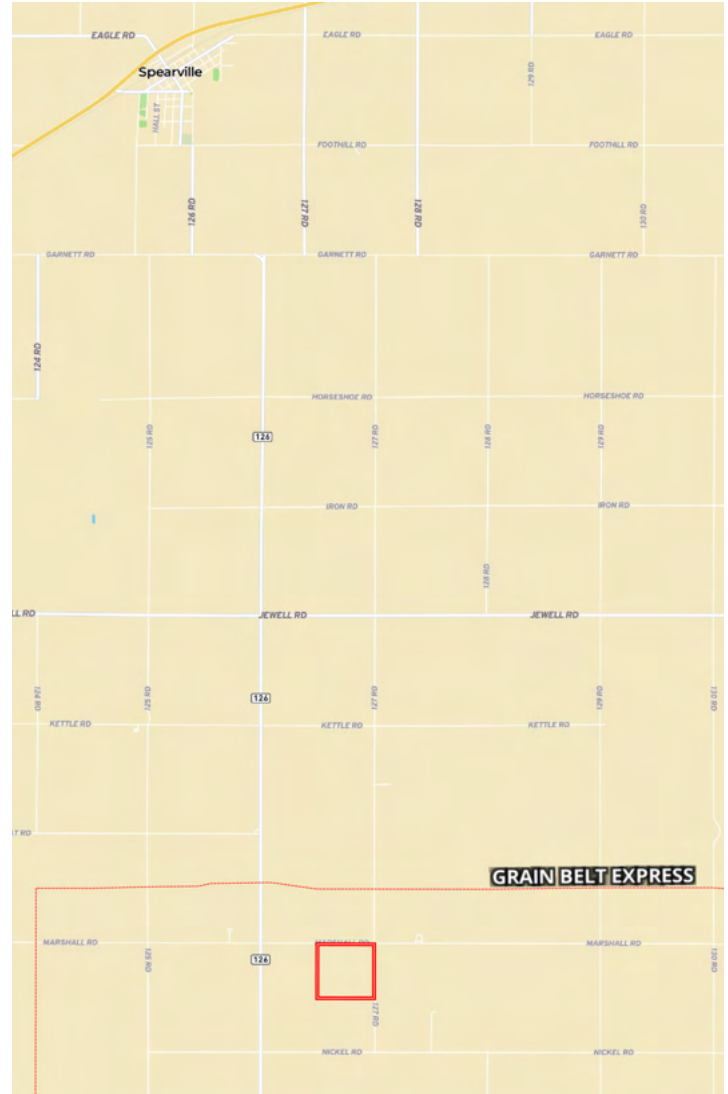 EAGLE RD
EAGLE RD
EAGLE RD
Spearville
129 RD
HALL ST
FOOTHILL RD
FOOTHILL RD
126 RD
127 RD
128 RD
130 RD
GARNETT RD
GARNETT RD
GARNETT RD
124 RD
HORSESHOE RD
HORSESHOE RD
125 RD
126
127 RD
128 RD
129 RD
IRON RD
IRON RD
128 RD
LL RD
JEWELL RD
JEWELL RD
124 RD
125 RD
126
127 RD
129 RD
130 RD
KETTLE RD
KETTLE RD
KETTLE RD
T RD
GRAIN BELT EXPRESS
MARSHALL RD
MARSHALL RD
MARSHALL RD
125 RD
126
130 RD
127 RD
NICKEL RD
NICKEL RD